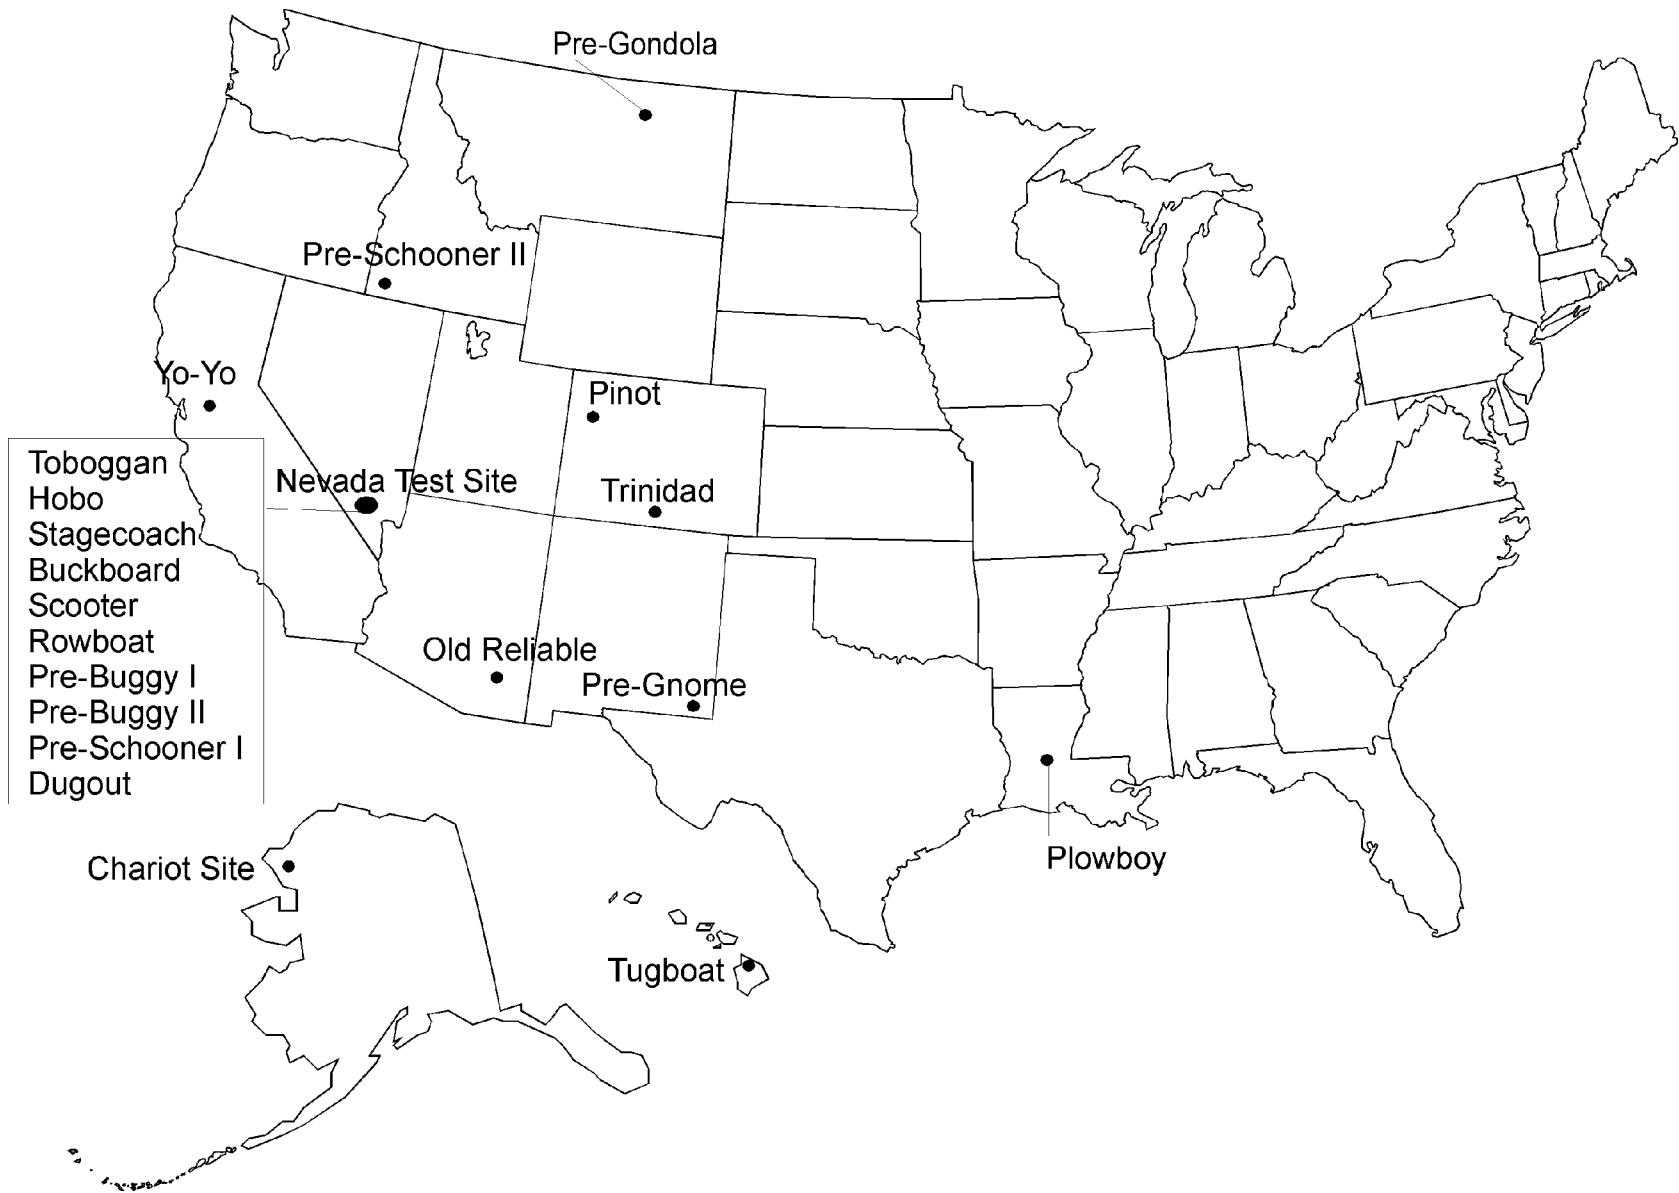 Pre-Gondola
Pre-Schooner II
Yo-Yo
Pinot
Toboggan
Hobo
Stagecoach
Buckboard
Scooter
Rowboat
Pre-Buggy I
Pre-Buggy II
Pre-Schooner I
Dugout
Nevada Test Site
Trinidad
Old Reliable
Pre-Gnome
Plowboy
Chariot Site
Tugboat